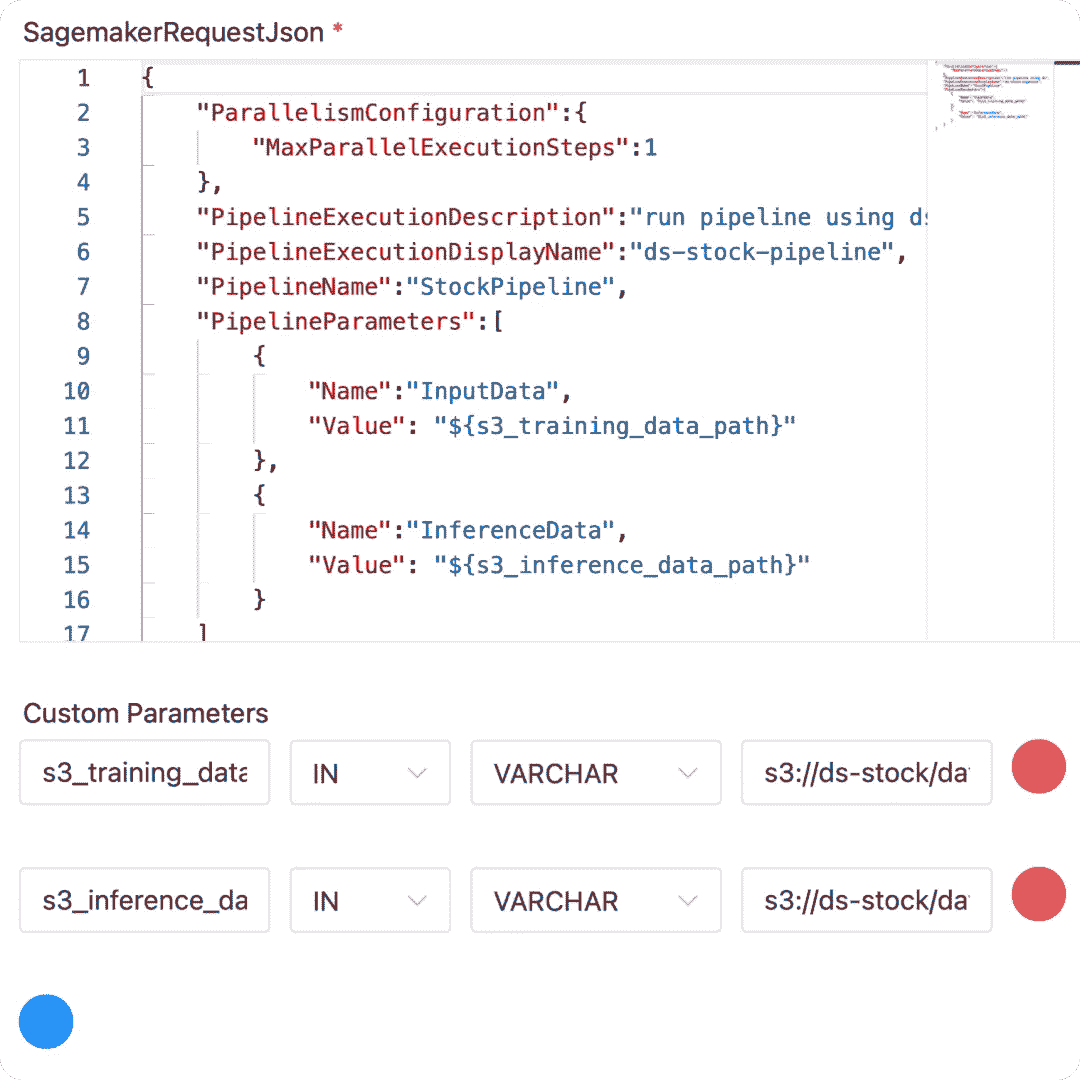 SagemakerRequestJson *
1 {
2 "ParallelismConfiguration":{
3 "MaxParallelExecutionSteps":1
4 },
5 "PipelineExecutionDescription":"run pipeline using ds
6 "PipelineExecutionDisplayName":"ds-stock-pipeline",
7 "PipelineName":"StockPipeline",
8 "PipelineParameters":[
9 {
10 "Name":"InputData",
11 "Value": "${s3_training_data_path}"
12 },
13 {
14 "Name":"InferenceData",
15 "Value": "${s3_inference_data_path}"
16 }
17 ]
Custom Parameters
s3_training_data IN VARCHAR s3://ds-stock/da
s3_inference_da IN VARCHAR s3://ds-stock/da